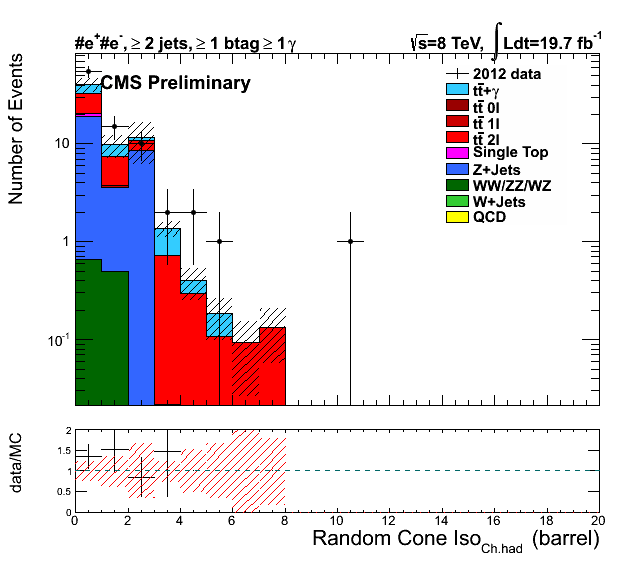 #e⁺#e⁻, ≥ 2 jets, ≥ 1 btag ≥ 1 γ
√s=8 TeV, ∫ Ldt=19.7 fb⁻¹
CMS Preliminary
2012 data
tt̄+γ
tt̄ 0l
tt̄ 1l
tt̄ 2l
Single Top
Z+Jets
WW/ZZ/WZ
W+Jets
QCD
Number of Events
10
1
10⁻¹
data/MC
2
1.5
1
0.5
0
0 2 4 6 8 10 12 14 16 18 20
Random Cone Iso_Ch.had (barrel)